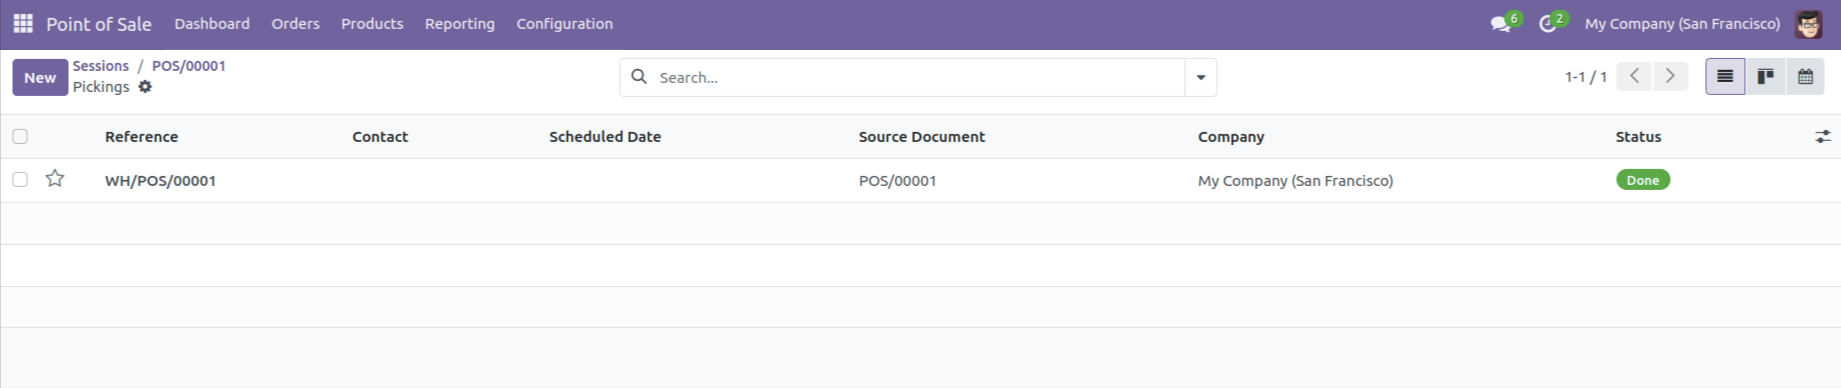 Point of Sale Dashboard Orders Products Reporting Configuration 6 2 My Company (San Francisco)
New Sessions / POS/00001 Search... 1-1 / 1
Pickings
Reference Contact Scheduled Date Source Document Company Status
WH/POS/00001 POS/00001 My Company (San Francisco) Done